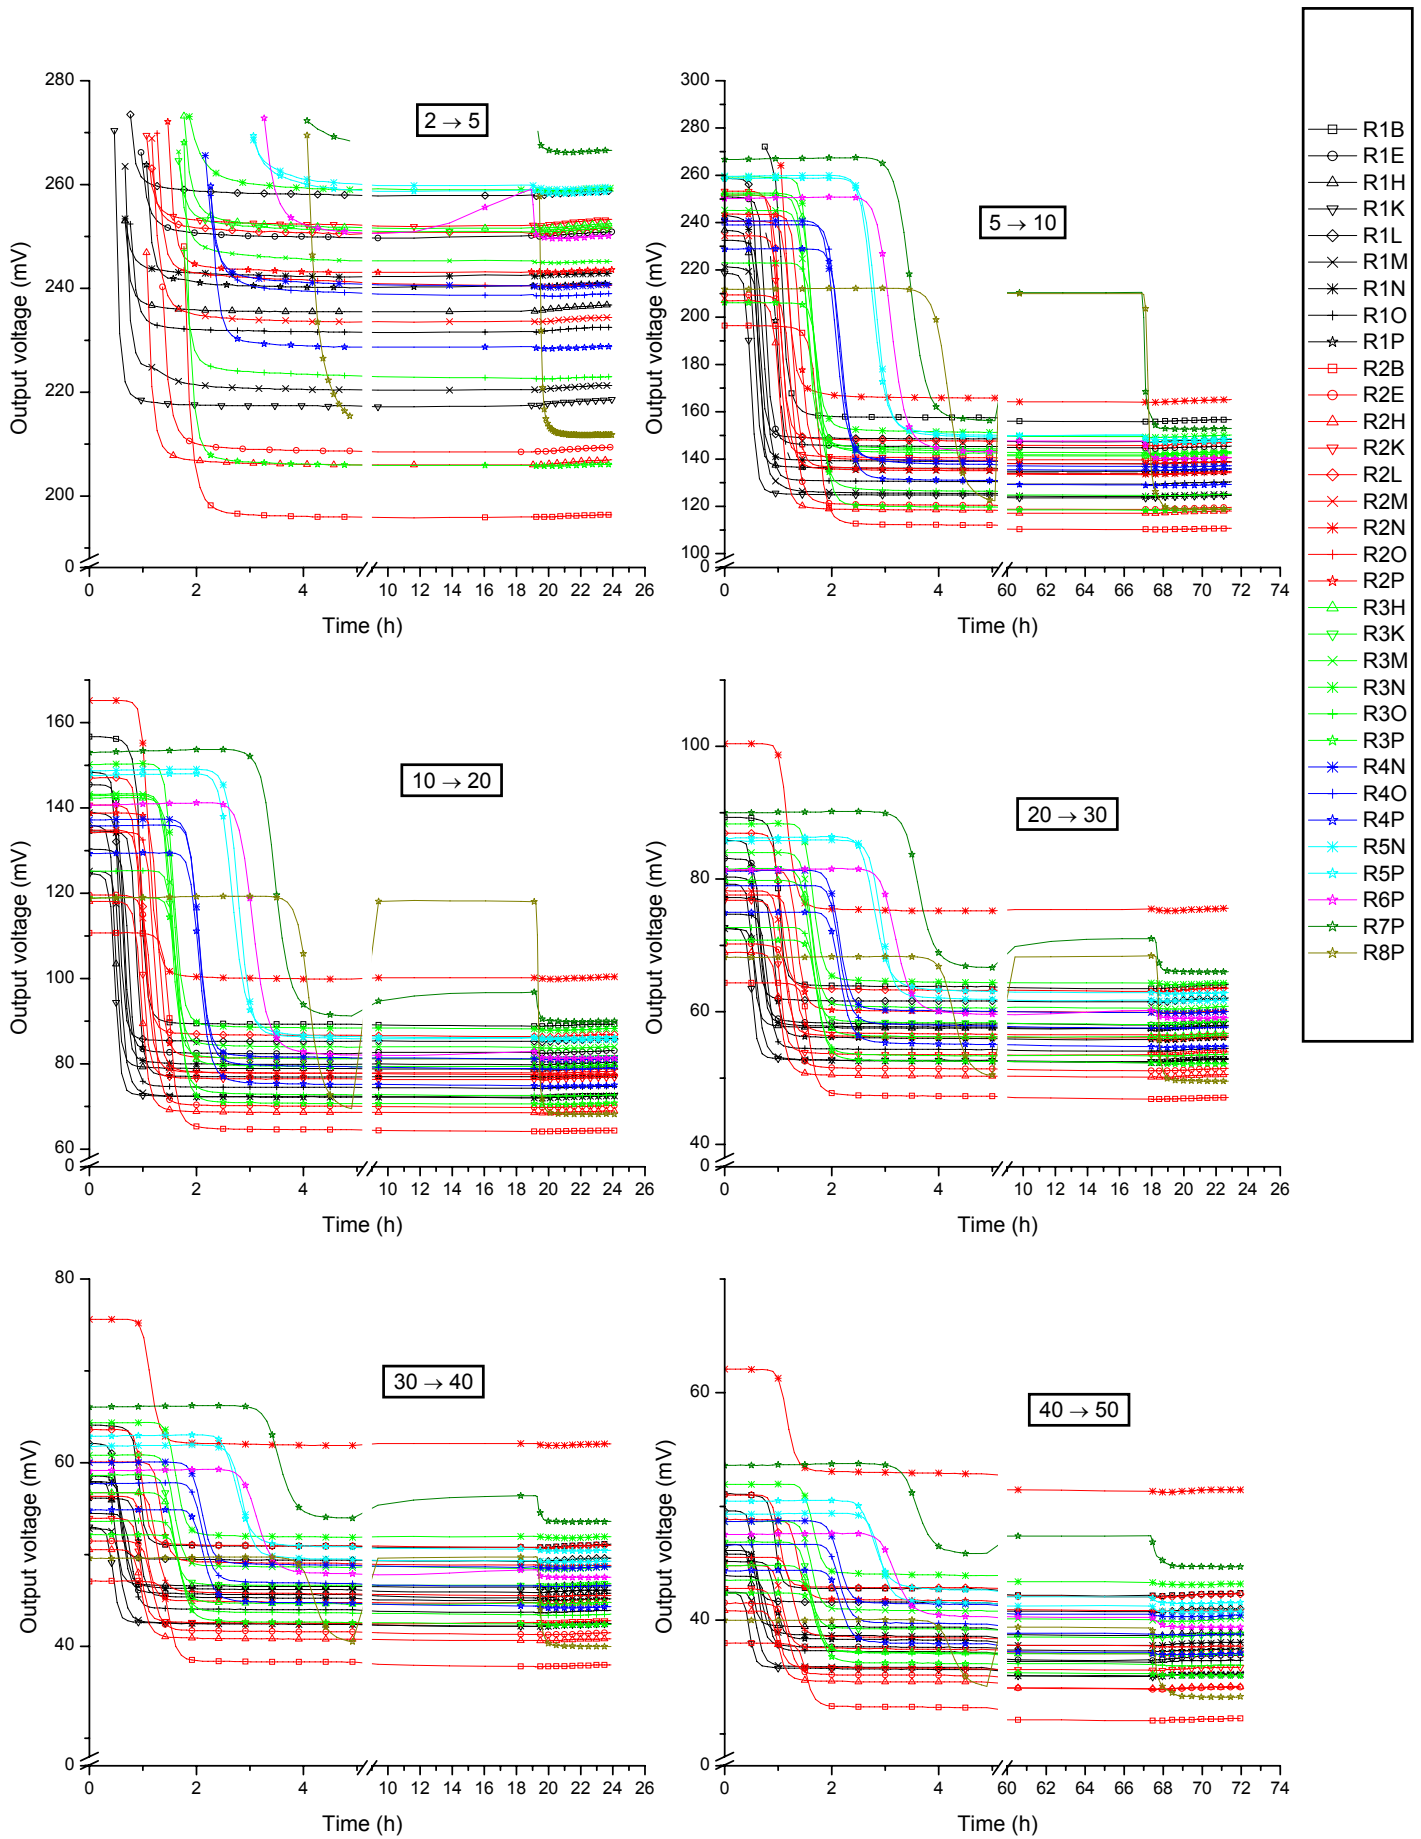 280
260
240
220
200
0
Output voltage (mV)
2 → 5
0 2 4 10 12 14 16 18 20 22 24 26
Time (h)
300
280
260
240
220
200
180
160
140
120
100
0
Output voltage (mV)
5 → 10
0 2 4 60 62 64 66 68 70 72 74
Time (h)
160
140
120
100
80
60
0
Output voltage (mV)
10 → 20
0 2 4 10 12 14 16 18 20 22 24 26
Time (h)
100
80
60
40
0
Output voltage (mV)
20 → 30
0 2 4 10 12 14 16 18 20 22 24 26
Time (h)
80
60
40
0
Output voltage (mV)
30 → 40
0 2 4 10 12 14 16 18 20 22 24 26
Time (h)
60
40
0
Output voltage (mV)
40 → 50
0 2 4 60 62 64 66 68 70 72 74
Time (h)
R1B
R1E
R1H
R1K
R1L
R1M
R1N
R1O
R1P
R2B
R2E
R2H
R2K
R2L
R2M
R2N
R2O
R2P
R3H
R3K
R3M
R3N
R3O
R3P
R4N
R4O
R4P
R5N
R5P
R6P
R7P
R8P